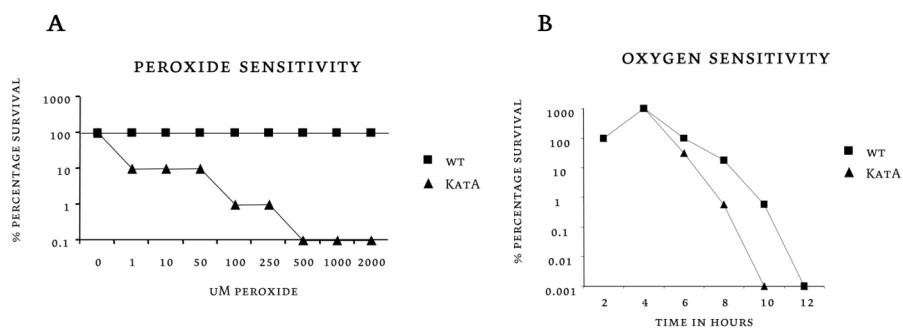 A
PEROXIDE SENSITIVITY
% PERCENTAGE SURVIVAL
1000
100
10
1
0.1
0 1 10 50 100 250 500 1000 2000
UM PEROXIDE
WT
KATA
B
OXYGEN SENSITIVITY
% PERCENTAGE SURVIVAL
1000
100
10
1
0.1
.01
0.001
2 4 6 8 10 12
TIME IN HOURS
WT
KATA